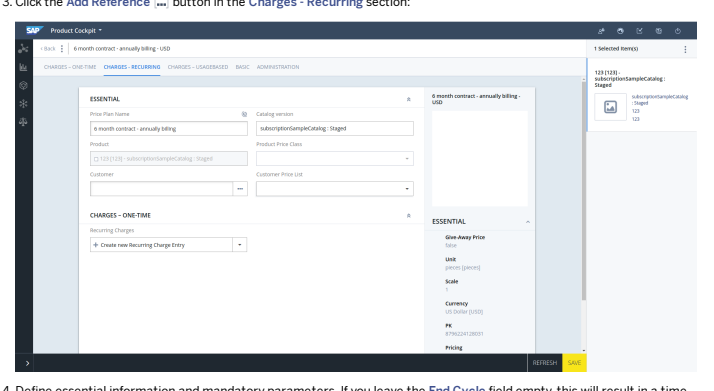 3. Click the Add Reference button in the Charges - Recurring section:
SAP Product Cockpit
< Back 6 month contract - annually billing - USD
1 Selected Item(s)
CHARGES – ONE-TIME CHARGES - RECURRING CHARGES – USAGEBASED BASIC ADMINISTRATION
123 [123] -
subscriptionSampleCatalog :
Staged
subscriptionSampleCatalog
: Staged
123
123
ESSENTIAL
Price Plan Name
Catalog version
6 month contract - annually billing
subscriptionSampleCatalog : Staged
Product
Product Price Class
123 [123] - subscriptionSampleCatalog : Staged
Customer
Customer Price List
CHARGES – ONE-TIME
Recurring Charges
+ Create new Recurring Charge Entry
6 month contract - annually billing -
USD
ESSENTIAL
Give-Away Price
false
Unit
pieces [pieces]
Scale
1
Currency
US Dollar [USD]
PK
8796224128031
Pricing
REFRESH SAVE
4. Define essential information and mandatory parameters. If you leave the End Cycle field empty, this will result in a time